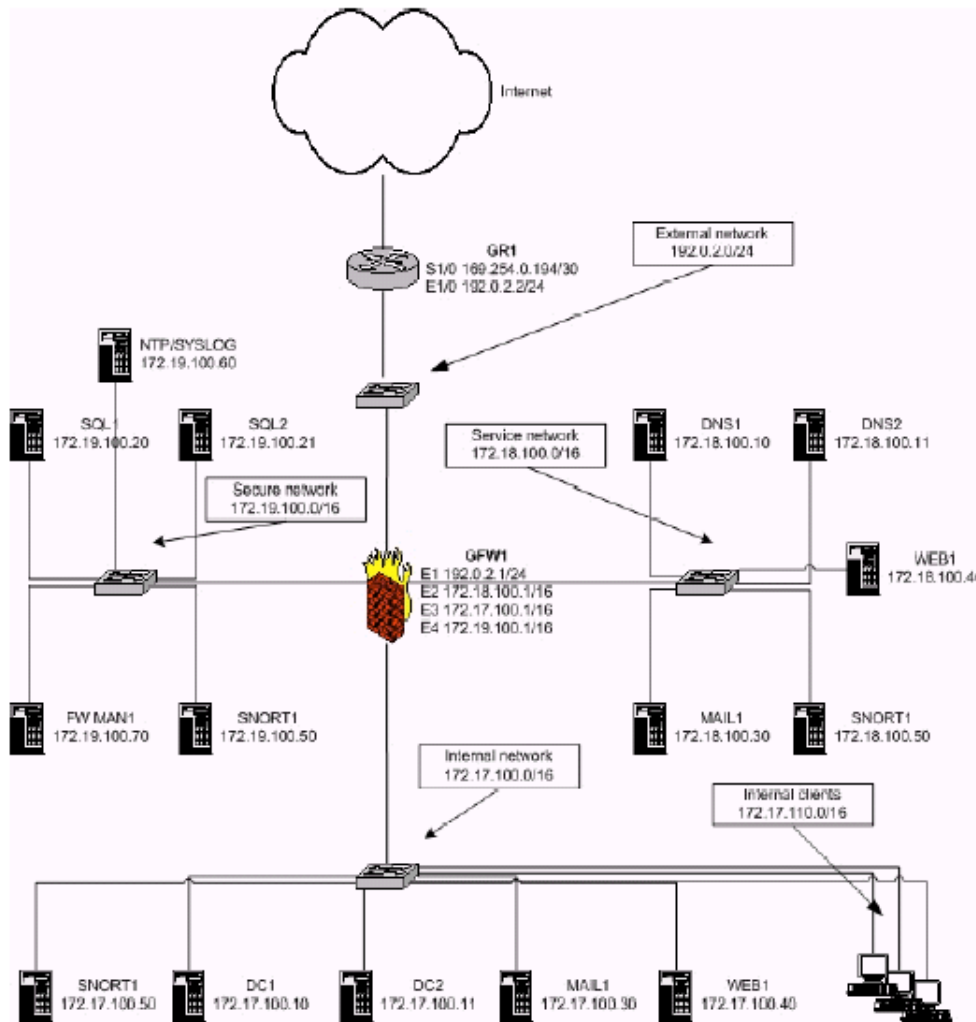 Internet
External network
192.0.2.0/24
GR1
S1/0 169.254.0.194/30
E1/0 192.0.2.2/24
NTP/SYSLOG
172.19.100.60
SQL1
172.19.100.20
SQL2
172.19.100.21
Service network
172.18.100.0/16
DNS1
172.18.100.10
DNS2
172.18.100.11
Secure network
172.19.100.0/16
GFW1
E1 192.0.2.1/24
E2 172.18.100.1/16
E3 172.17.100.1/16
E4 172.19.100.1/16
WEB1
172.18.100.4
FW MAN1
172.19.100.70
SNORT1
172.19.100.50
MAIL1
172.18.100.30
SNORT1
172.18.100.50
Internal network
172.17.100.0/16
Internal clients
172.17.110.0/16
SNORT1
172.17.100.50
DC1
172.17.100.10
DC2
172.17.100.11
MAIL1
172.17.100.30
WEB1
172.17.100.40